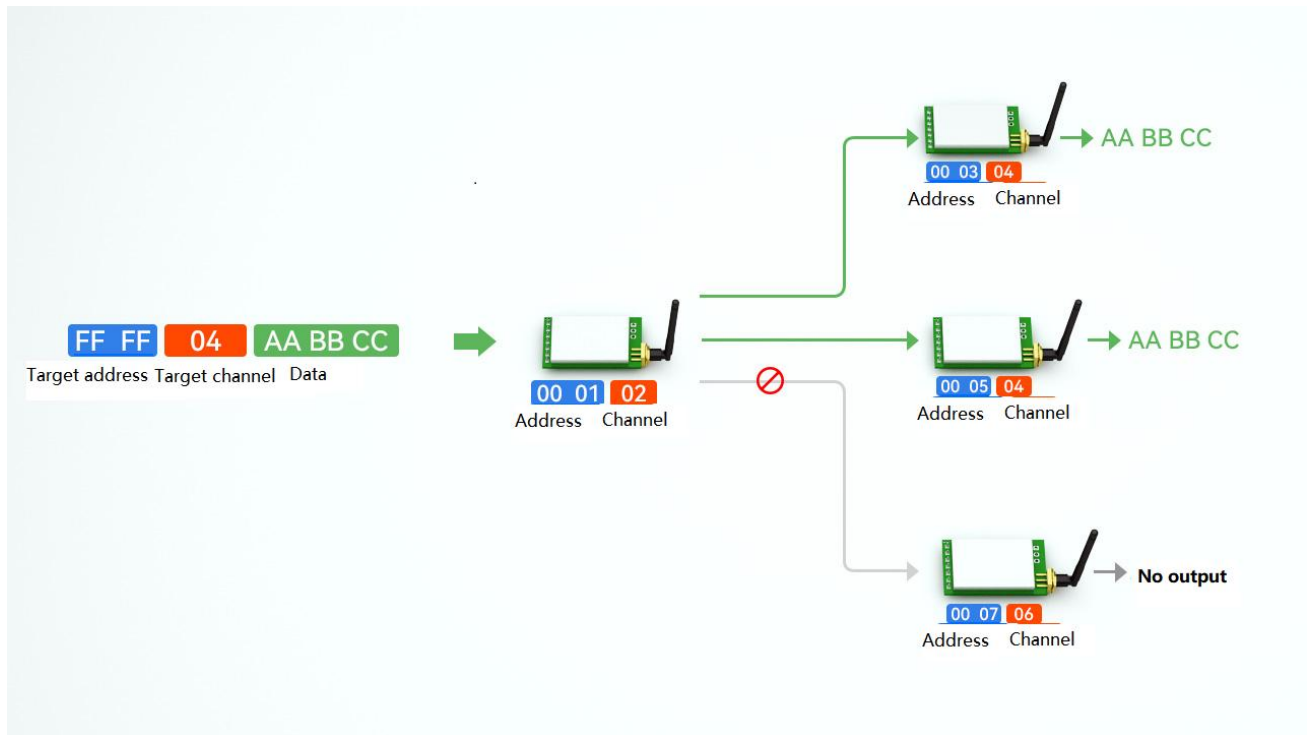 AA BB CC
00 03 04
Address Channel
FF FF 04 AA BB CC
Target address Target channel Data
00 01 02
Address Channel
AA BB CC
00 05 04
Address Channel
No output
00 07 06
Address Channel